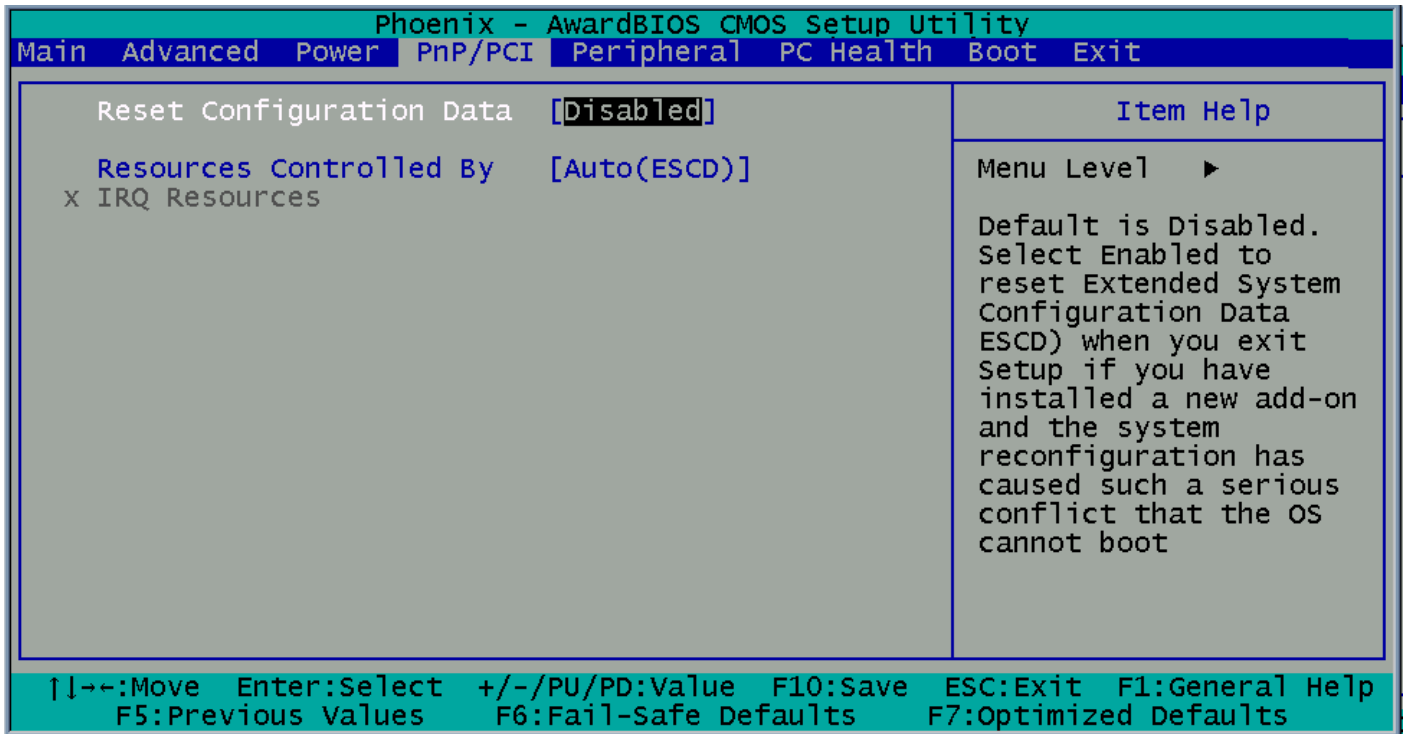 Phoenix - AwardBIOS CMOS Setup Utility
Main Advanced Power PnP/PCI Peripheral PC Health Boot Exit
Reset Configuration Data [Disabled]
Resources Controlled By [Auto(ESCD)]
x IRQ Resources
Item Help
Menu Level ►
Default is Disabled.
Select Enabled to
reset Extended System
Configuration Data
ESCD) when you exit
Setup if you have
installed a new add-on
and the system
reconfiguration has
caused such a serious
conflict that the OS
cannot boot
↑↓→←:Move Enter:Select +/-/PU/PD:Value F10:Save ESC:Exit F1:General Help
F5:Previous Values F6:Fail-Safe Defaults F7:Optimized Defaults